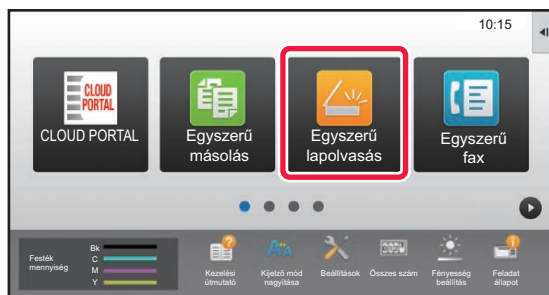 10:15
CLOUD
PORTAL
CLOUD PORTAL
Egyszerű
másolás
Egyszerű
lapolvasás
Egyszerű
fax
Festék
mennyiség
Bk
C
M
Y
Kezelési
útmutató
Kijelző mód
nagyítása
Beállítások
Összes szám
Fényesség
beállítás
Feladat
állapot